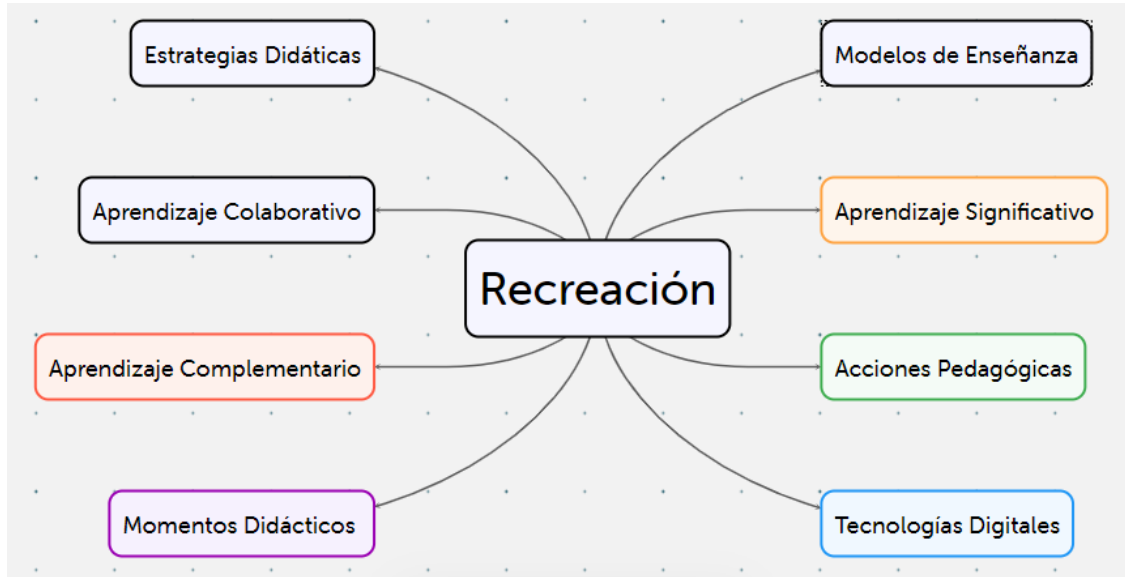 Estrategias Didáticas
Modelos de Enseñanza
Aprendizaje Colaborativo
Aprendizaje Significativo
Recreación
Aprendizaje Complementario
Acciones Pedagógicas
Momentos Didácticos
Tecnologías Digitales